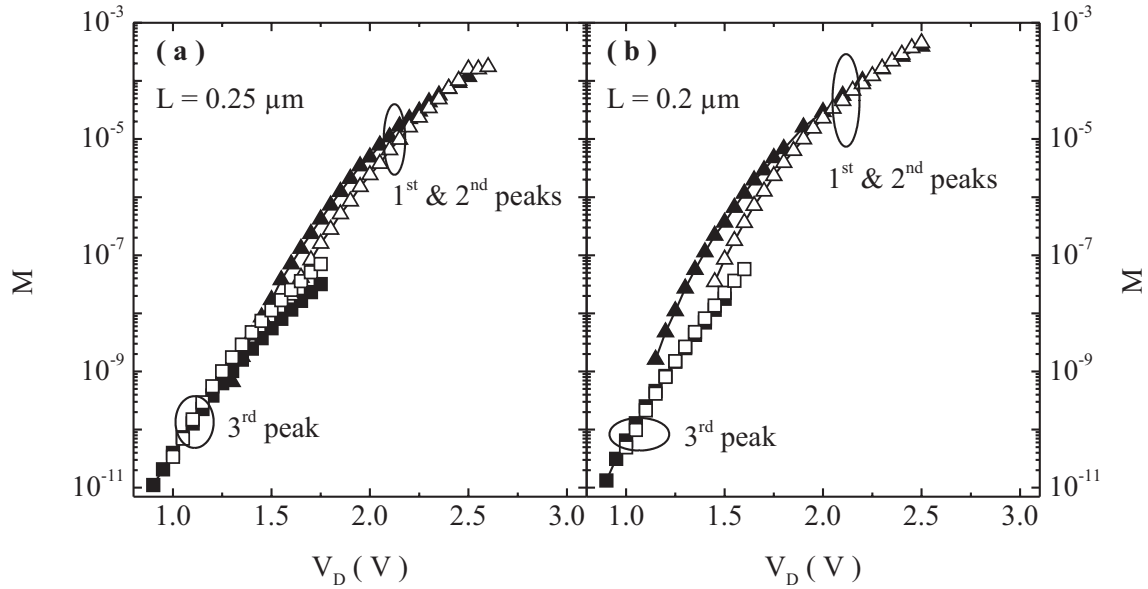 10⁻³
10⁻⁵
10⁻⁷
10⁻⁹
10⁻¹¹
M
( a )
L = 0.25 µm
1ˢᵗ & 2ⁿᵈ peaks
3ʳᵈ peak
1.0 1.5 2.0 2.5 3.0
V_D ( V )
( b )
L = 0.2 µm
1ˢᵗ & 2ⁿᵈ peaks
3ʳᵈ peak
1.0 1.5 2.0 2.5 3.0
V_D ( V )
10⁻³
10⁻⁵
10⁻⁷
10⁻⁹
10⁻¹¹
M